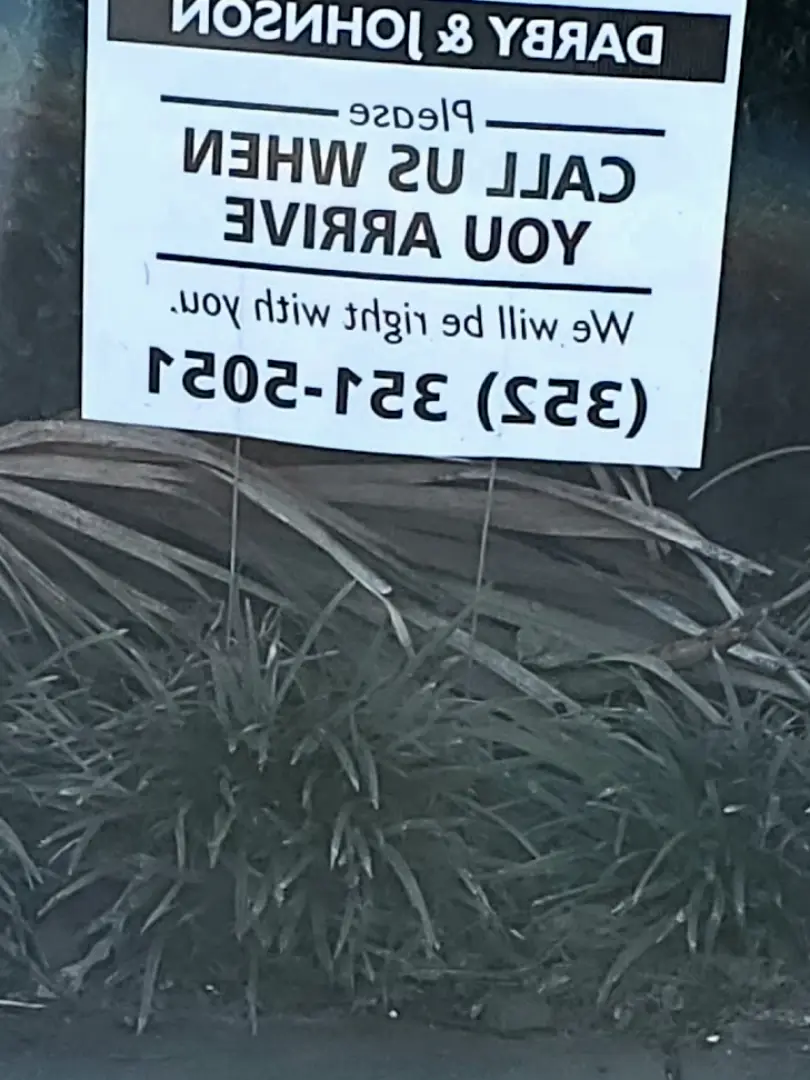 DARBY & JOHNSON
Please
CALL US WHEN
YOU ARRIVE
We will be right with you.
(352) 351-5051